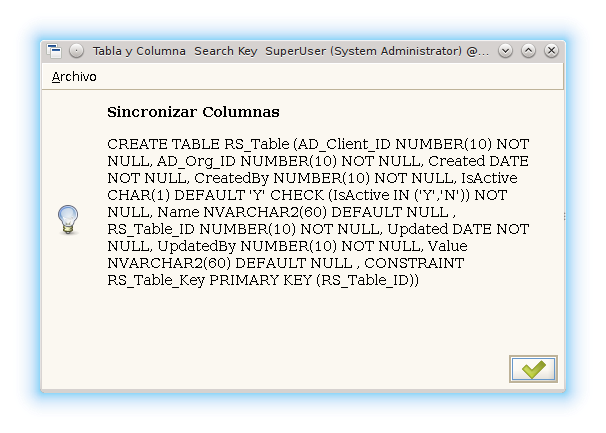 Tabla y Columna  Search Key  SuperUser (System Administrator) @...
Archivo
Sincronizar Columnas
CREATE TABLE RS_Table (AD_Client_ID NUMBER(10) NOT
NULL, AD_Org_ID NUMBER(10) NOT NULL, Created DATE
NOT NULL, CreatedBy NUMBER(10) NOT NULL, IsActive
CHAR(1) DEFAULT 'Y' CHECK (IsActive IN ('Y','N')) NOT
NULL, Name NVARCHAR2(60) DEFAULT NULL ,
RS_Table_ID NUMBER(10) NOT NULL, Updated DATE NOT
NULL, UpdatedBy NUMBER(10) NOT NULL, Value
NVARCHAR2(60) DEFAULT NULL , CONSTRAINT
RS_Table_Key PRIMARY KEY (RS_Table_ID))